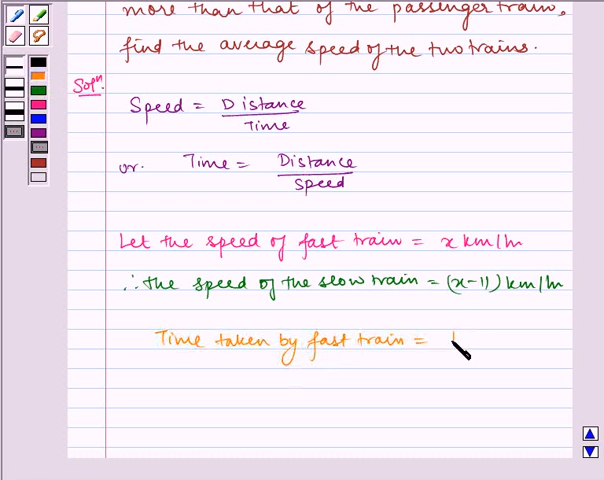 more than that of the passenger train,
find the average speed of the two trains.
Solⁿ.
Speed = Distance
Time
or. Time = Distance
Speed
Let the speed of fast train = x km/h
∴ the speed of the slow train = (x-11) km/h
Time taken by fast train = 1